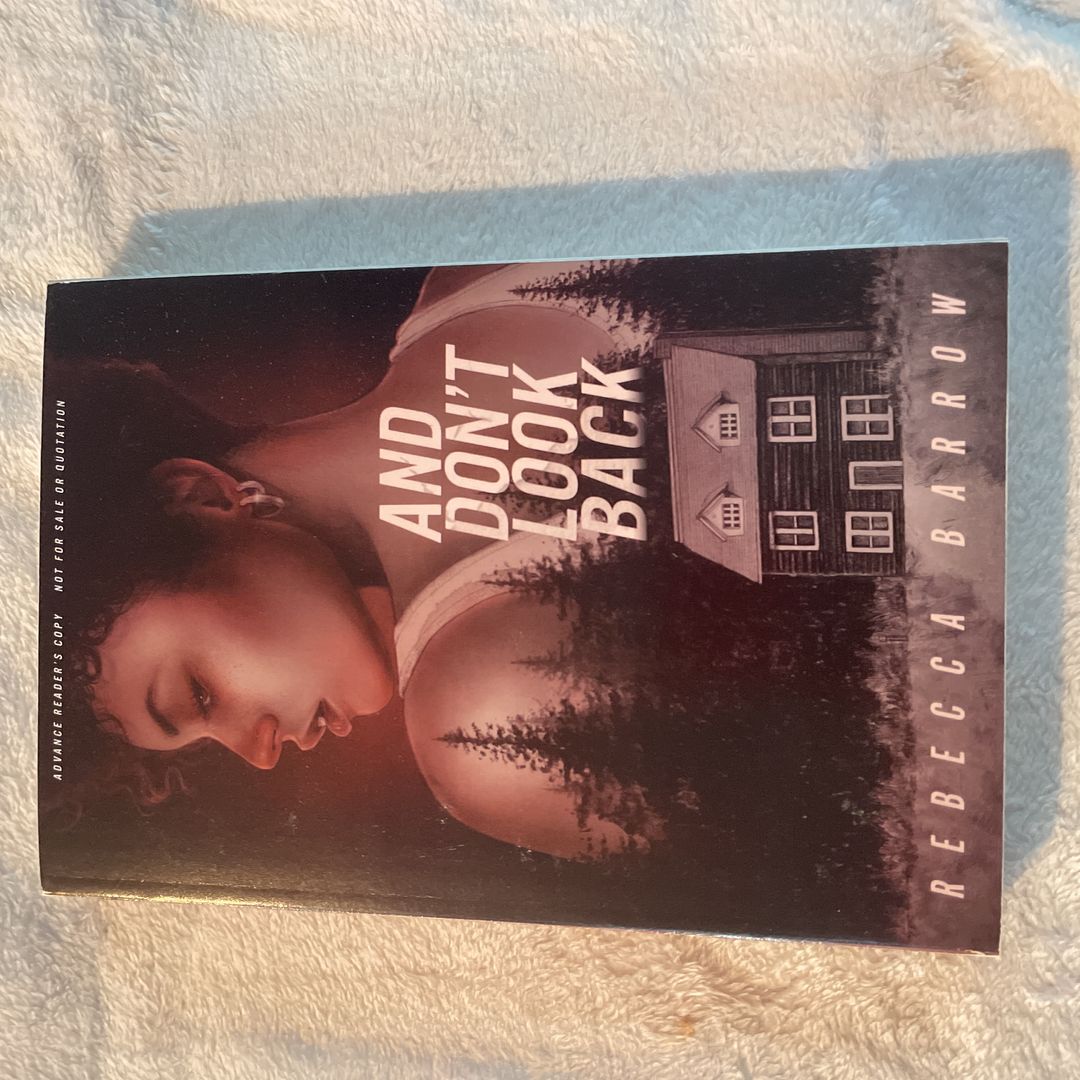 ADVANCE READER'S COPY NOT FOR SALE OR QUOTATION
AND
DON'T
LOOK
BACK
REBECCA BARROW